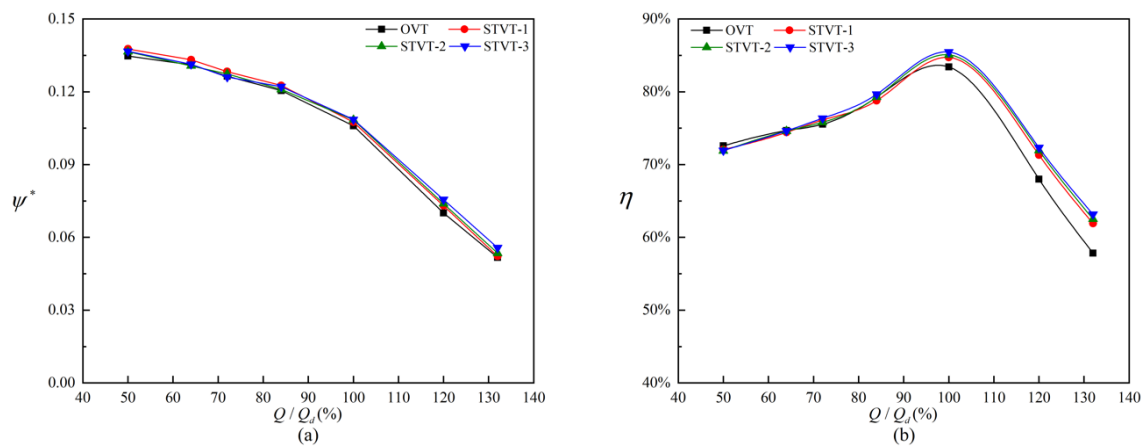 0.15
0.12
0.09
0.06
0.03
0.00
ψ*
OVT STVT-1
STVT-2 STVT-3
40 50 60 70 80 90 100 110 120 130 140
Q / Qd (%)
(a)
90%
80%
70%
60%
50%
40%
η
OVT STVT-1
STVT-2 STVT-3
40 50 60 70 80 90 100 110 120 130 140
Q / Qd (%)
(b)